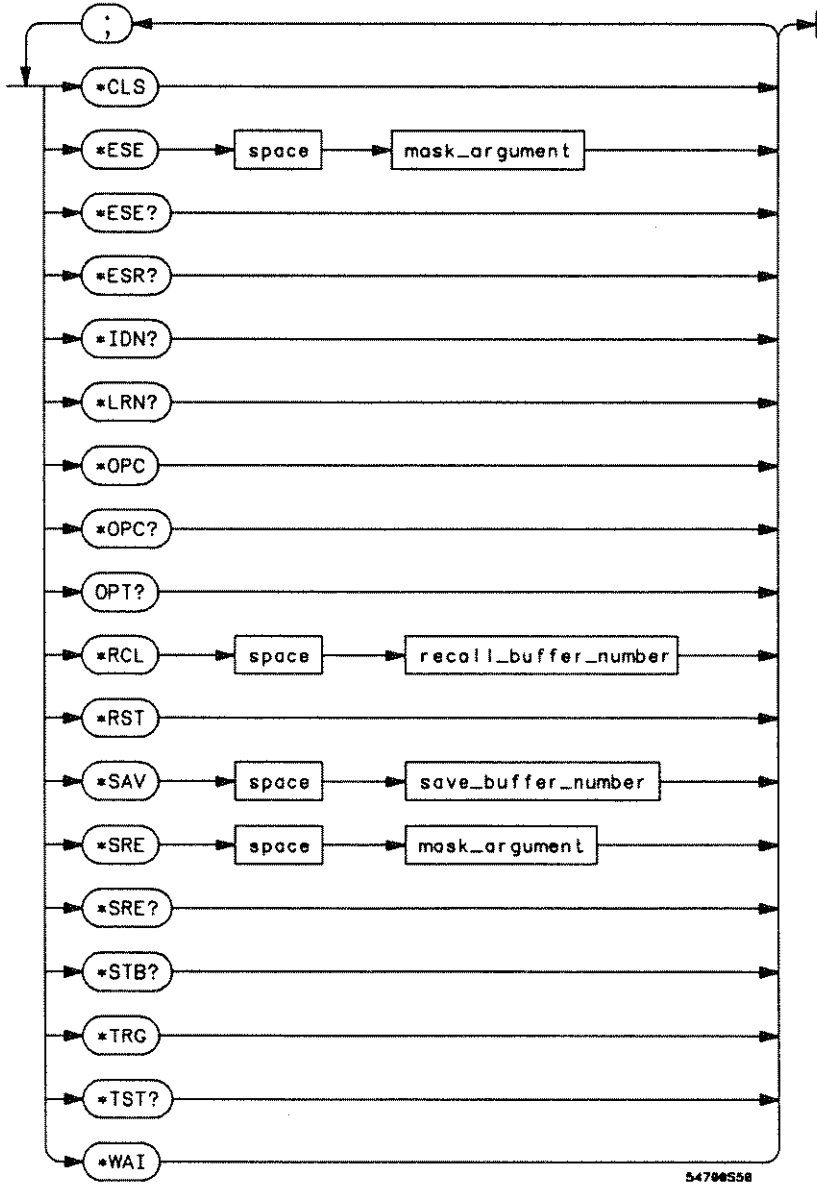 ;
*CLS
*ESE space mask_argument
*ESE?
*ESR?
*IDN?
*LRN?
*OPC
*OPC?
OPT?
*RCL space recall_buffer_number
*RST
*SAV space save_buffer_number
*SRE space mask_argument
*SRE?
*STB?
*TRG
*TST?
*WAI
54700S50